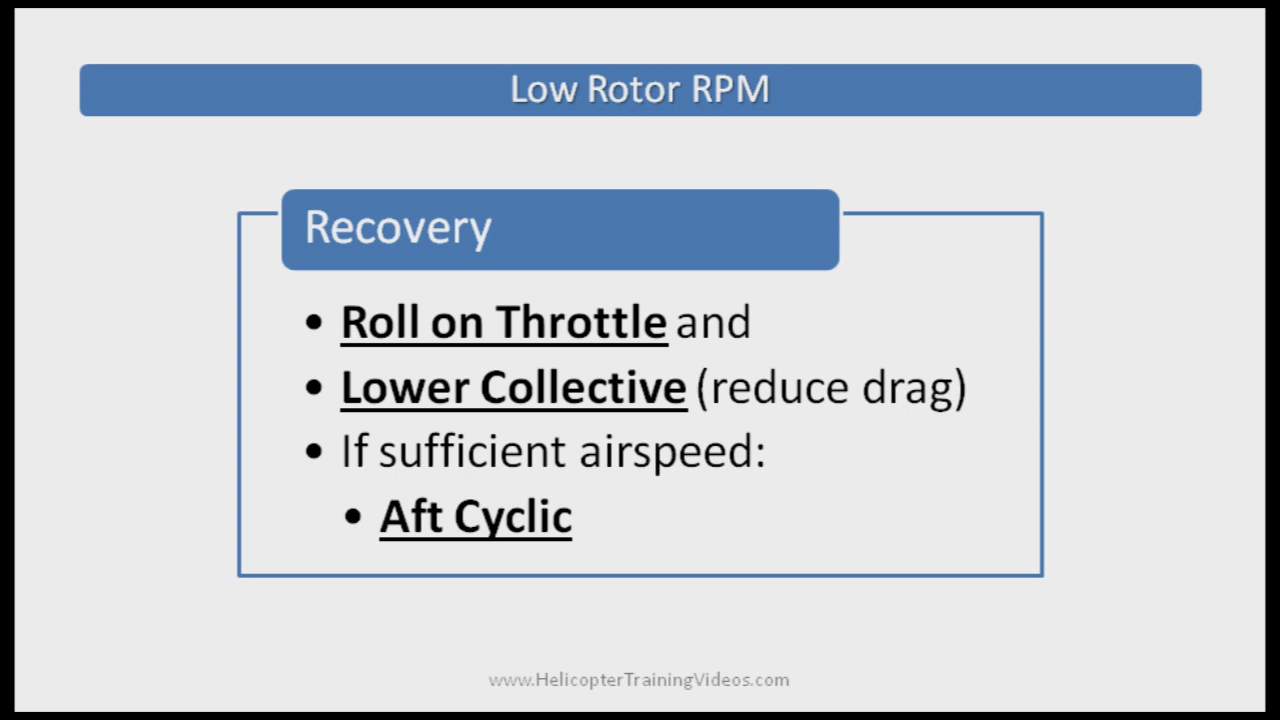 Low Rotor RPM
Recovery
• Roll on Throttle and
• Lower Collective (reduce drag)
• If sufficient airspeed:
• Aft Cyclic
www.HelicopterTrainingVideos.com